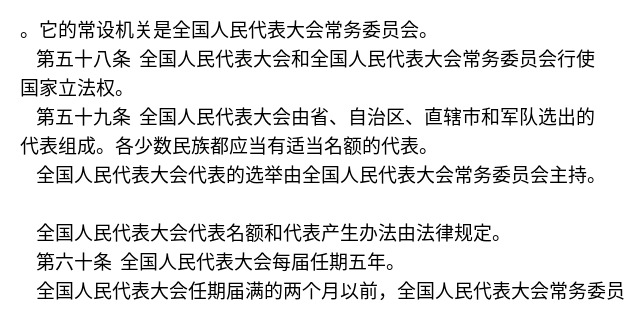 。它的常设机关是全国人民代表大会常务委员会。
第五十八条 全国人民代表大会和全国人民代表大会常务委员会行使
国家立法权。
第五十九条 全国人民代表大会由省、自治区、直辖市和军队选出的
代表组成。各少数民族都应当有适当名额的代表。
全国人民代表大会代表的选举由全国人民代表大会常务委员会主持。
全国人民代表大会代表名额和代表产生办法由法律规定。
第六十条 全国人民代表大会每届任期五年。
全国人民代表大会任期届满的两个月以前，全国人民代表大会常务委员